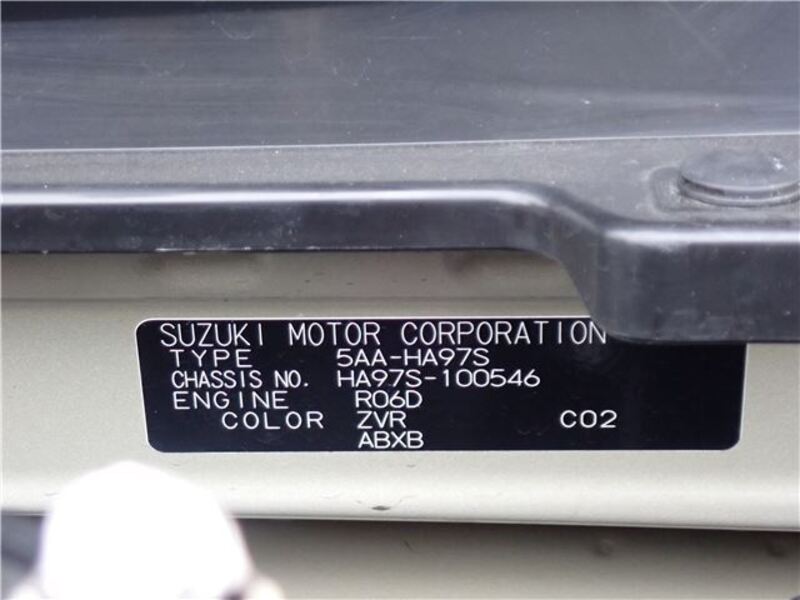 SUZUKI MOTOR CORPORATION
TYPE 5AA-HA97S
CHASSIS NO. HA97S-100546
ENGINE R06D
COLOR ZVR C02
ABXB